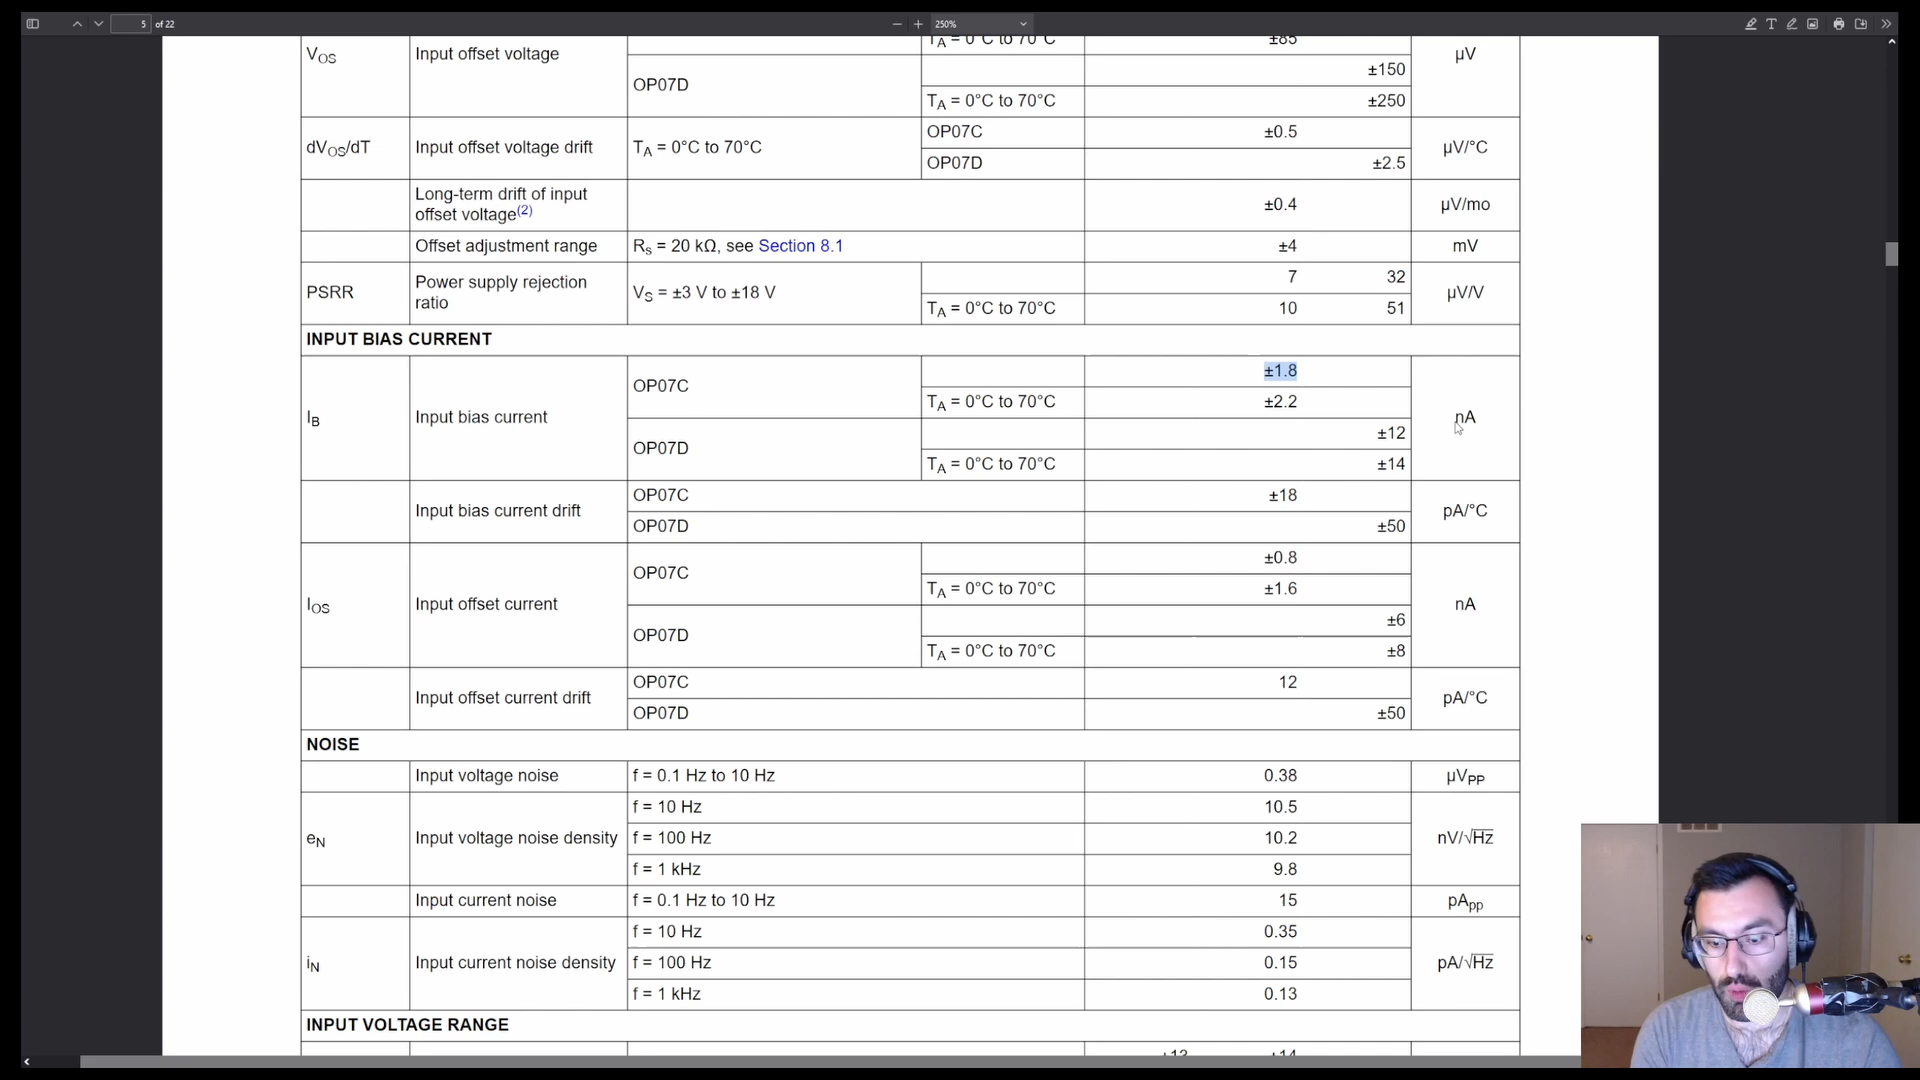 5 of 22
250%
TA = 0°C to 70°C ±85
VOS Input offset voltage µV
±150
OP07D
TA = 0°C to 70°C ±250
OP07C ±0.5
dVOS/dT Input offset voltage drift TA = 0°C to 70°C µV/°C
OP07D ±2.5
Long-term drift of input
offset voltage(2) ±0.4 µV/mo
Offset adjustment range Rs = 20 kΩ, see Section 8.1 ±4 mV
7 32
PSRR Power supply rejection
ratio VS = ±3 V to ±18 V µV/V
TA = 0°C to 70°C 10 51
INPUT BIAS CURRENT
±1.8
OP07C
TA = 0°C to 70°C ±2.2
IB Input bias current nA
±12
OP07D
TA = 0°C to 70°C ±14
OP07C ±18
Input bias current drift pA/°C
OP07D ±50
±0.8
OP07C
TA = 0°C to 70°C ±1.6
IOS Input offset current nA
±6
OP07D
TA = 0°C to 70°C ±8
OP07C 12
Input offset current drift pA/°C
OP07D ±50
NOISE
Input voltage noise f = 0.1 Hz to 10 Hz 0.38 µVPP
f = 10 Hz 10.5
eN Input voltage noise density f = 100 Hz 10.2 nV/√Hz
f = 1 kHz 9.8
Input current noise f = 0.1 Hz to 10 Hz 15 pApp
f = 10 Hz 0.35
iN Input current noise density f = 100 Hz 0.15 pA/√Hz
f = 1 kHz 0.13
INPUT VOLTAGE RANGE